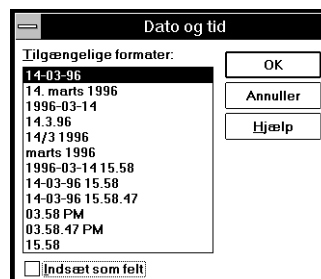 Dato og tid
Tilgængelige formater:
14-03-96
14. marts 1996
1996-03-14
14.3.96
14/3 1996
marts 1996
1996-03-14 15.58
14-03-96 15.58
14-03-96 15.58.47
03.58 PM
03.58.47 PM
15.58
Indsæt som felt
OK
Annuller
Hjælp